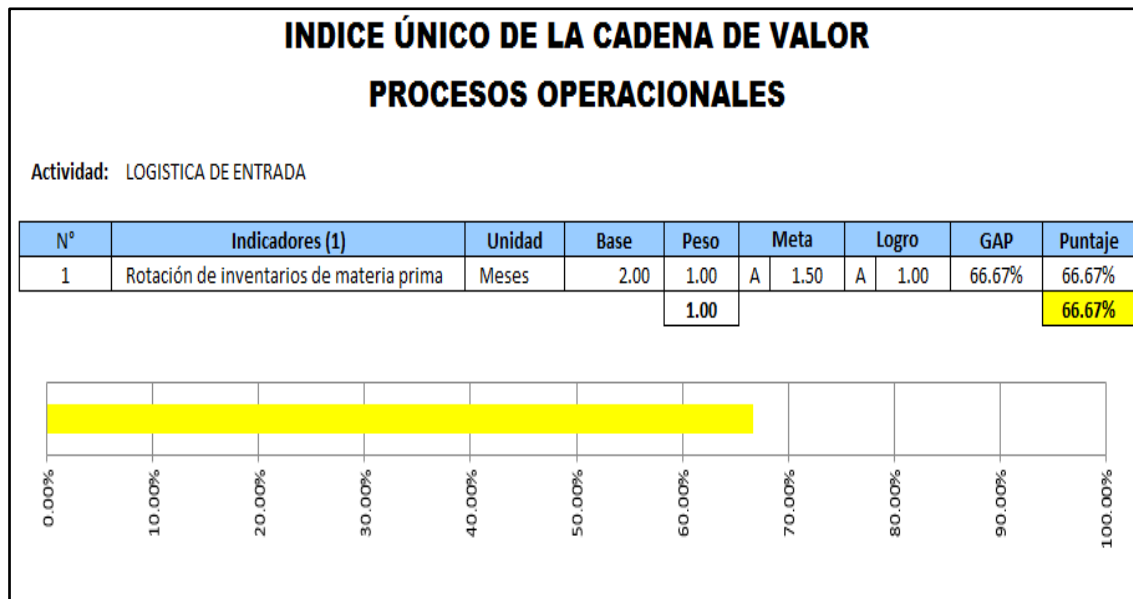 INDICE ÚNICO DE LA CADENA DE VALOR
PROCESOS OPERACIONALES
Actividad: LOGISTICA DE ENTRADA
N° Indicadores (1) Unidad Base Peso Meta Logro GAP Puntaje
1 Rotación de inventarios de materia prima Meses 2.00 1.00 A 1.50 A 1.00 66.67% 66.67%
1.00 66.67%
0.00% 10.00% 20.00% 30.00% 40.00% 50.00% 60.00% 70.00% 80.00% 90.00% 100.00%